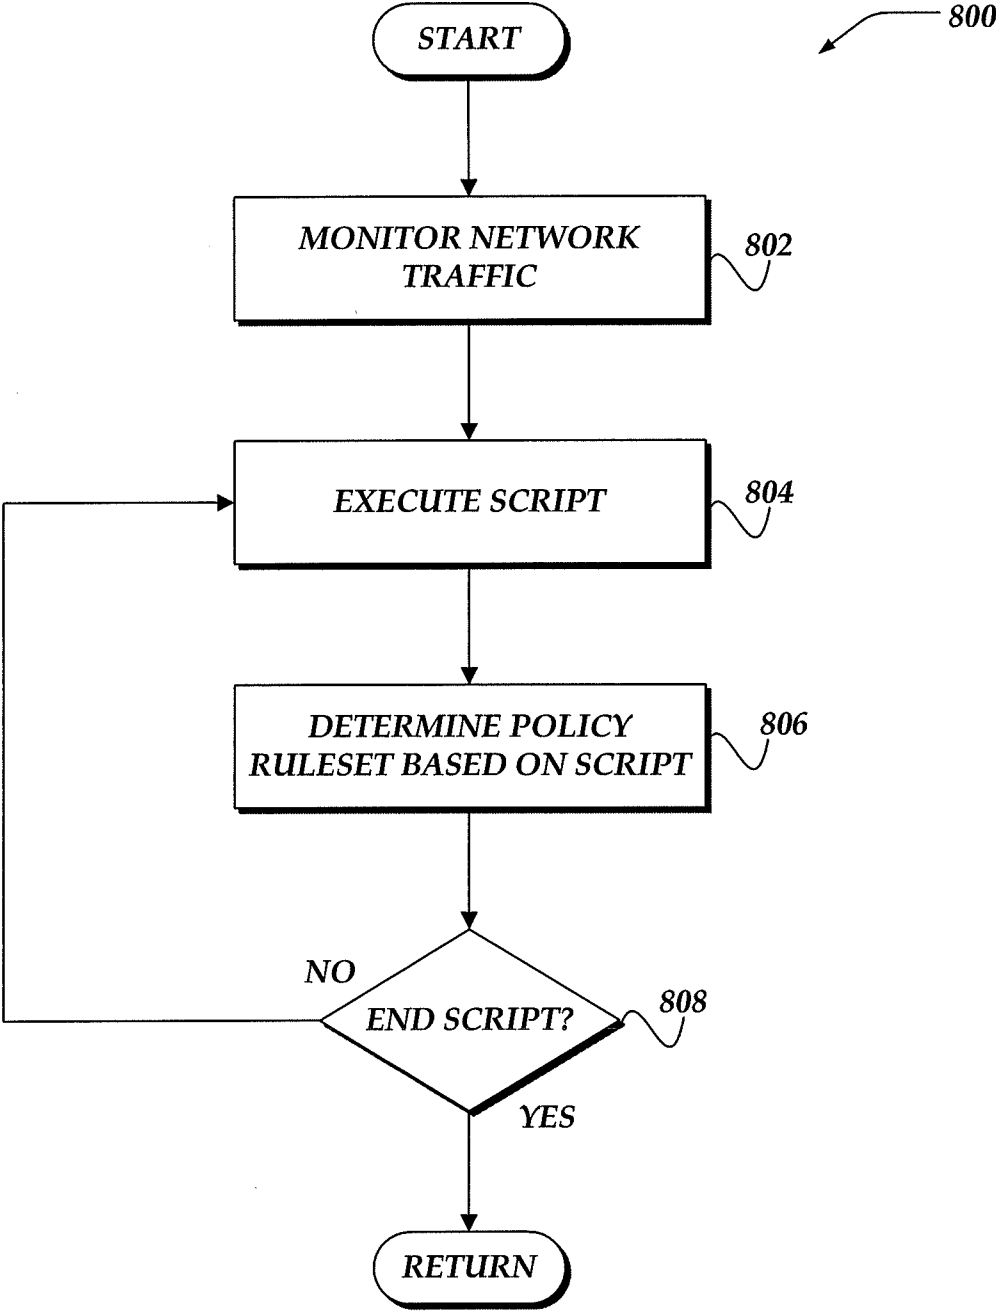 START
800
MONITOR NETWORK
TRAFFIC
802
EXECUTE SCRIPT
804
DETERMINE POLICY
RULESET BASED ON SCRIPT
806
NO
END SCRIPT?
808
YES
RETURN